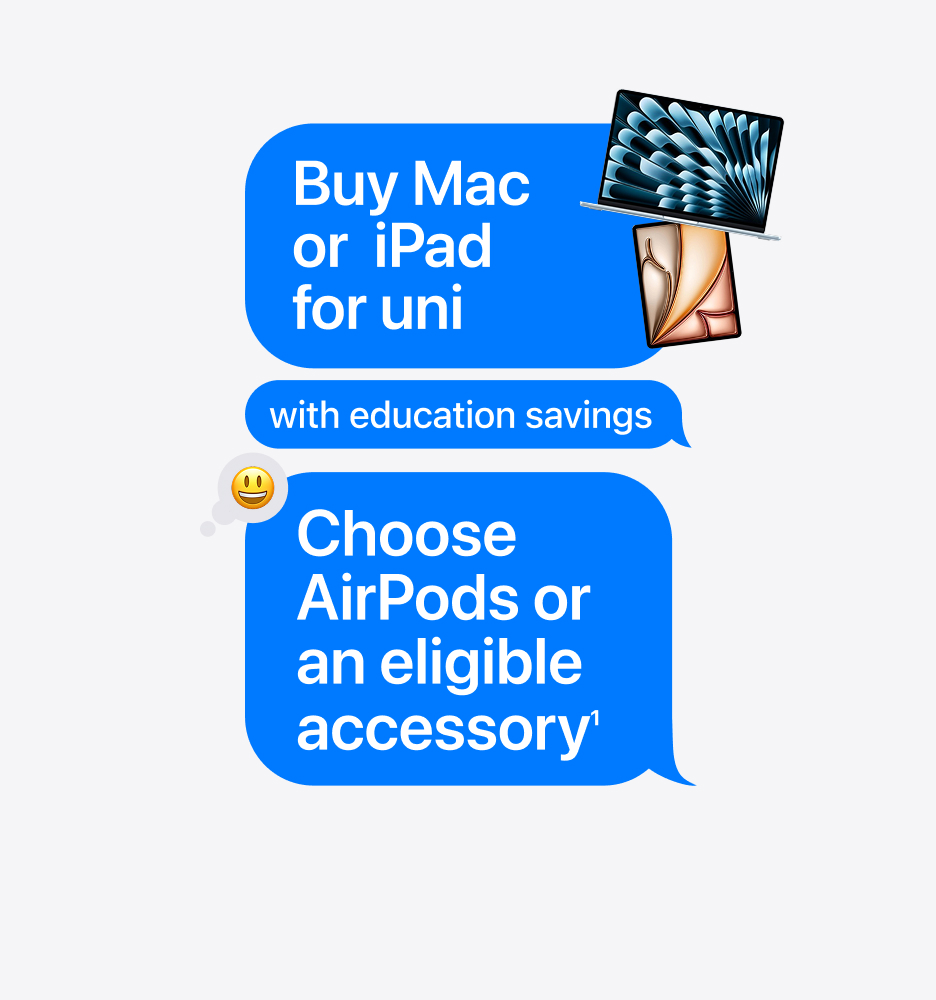 Buy Mac
or iPad
for uni
with education savings
Choose
AirPods or
an eligible
accessory¹